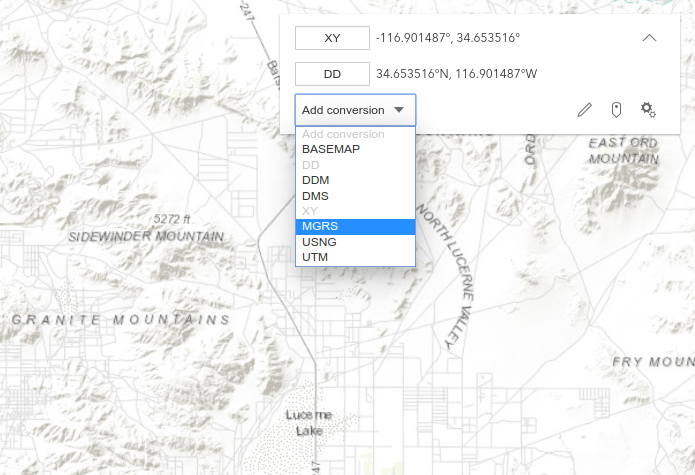 XY -116.901487°, 34.653516°
DD 34.653516°N, 116.901487°W
Add conversion
Add conversion
BASEMAP
DD
DDM
DMS
XY
MGRS
USNG
UTM
-247
EAST ORD
MOUNTAIN
ORD
5272 ft
SIDEWINDER MOUNTAIN
NORTH LUCERNE VALLEY
GRANITE MOUNTAINS
FRY MOUN
Lucerne
Lake